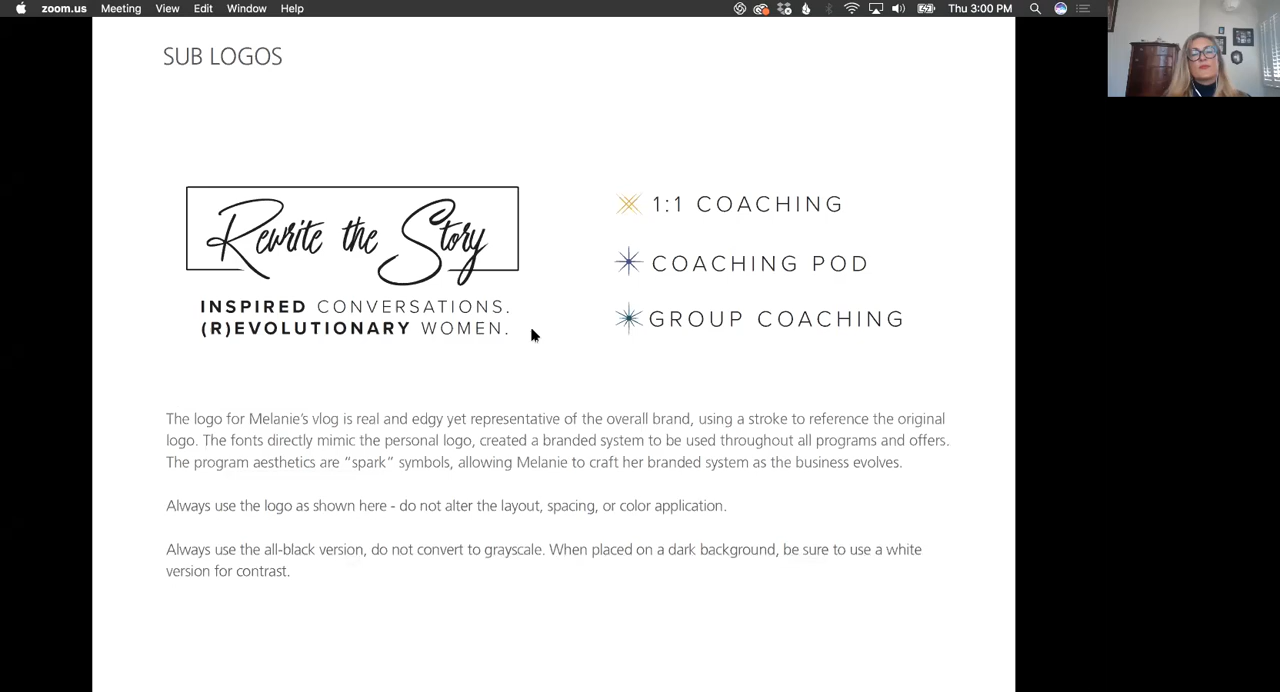 zoom.us Meeting View Edit Window Help Thu 3:00 PM
SUB LOGOS
Rewrite the Story
INSPIRED CONVERSATIONS.
(R)EVOLUTIONARY WOMEN.
1:1 COACHING
COACHING POD
GROUP COACHING
The logo for Melanie's vlog is real and edgy yet representative of the overall brand, using a stroke to reference the original
logo. The fonts directly mimic the personal logo, created a branded system to be used throughout all programs and offers.
The program aesthetics are “spark” symbols, allowing Melanie to craft her branded system as the business evolves.
Always use the logo as shown here - do not alter the layout, spacing, or color application.
Always use the all-black version, do not convert to grayscale. When placed on a dark background, be sure to use a white
version for contrast.